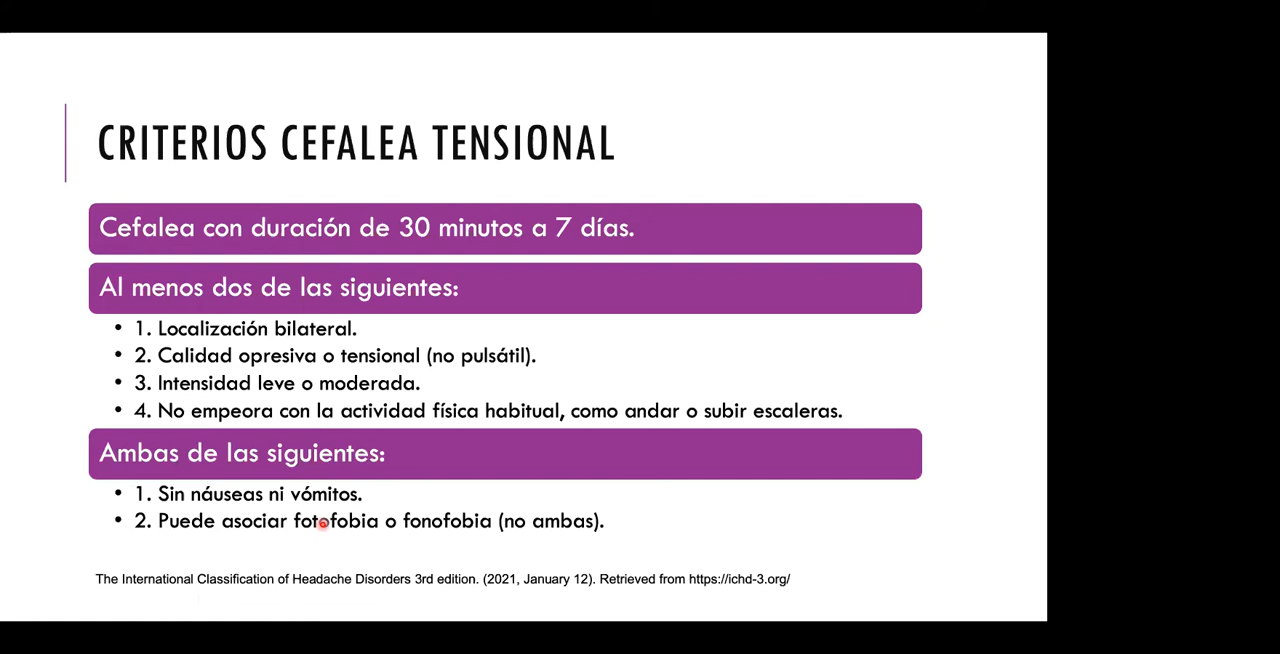 CRITERIOS CEFALEA TENSIONAL
Cefalea con duración de 30 minutos a 7 días.
Al menos dos de las siguientes:
• 1. Localización bilateral.
• 2. Calidad opresiva o tensional (no pulsátil).
• 3. Intensidad leve o moderada.
• 4. No empeora con la actividad física habitual, como andar o subir escaleras.
Ambas de las siguientes:
• 1. Sin náuseas ni vómitos.
• 2. Puede asociar fotofobia o fonofobia (no ambas).
The International Classification of Headache Disorders 3rd edition. (2021, January 12). Retrieved from https://ichd-3.org/